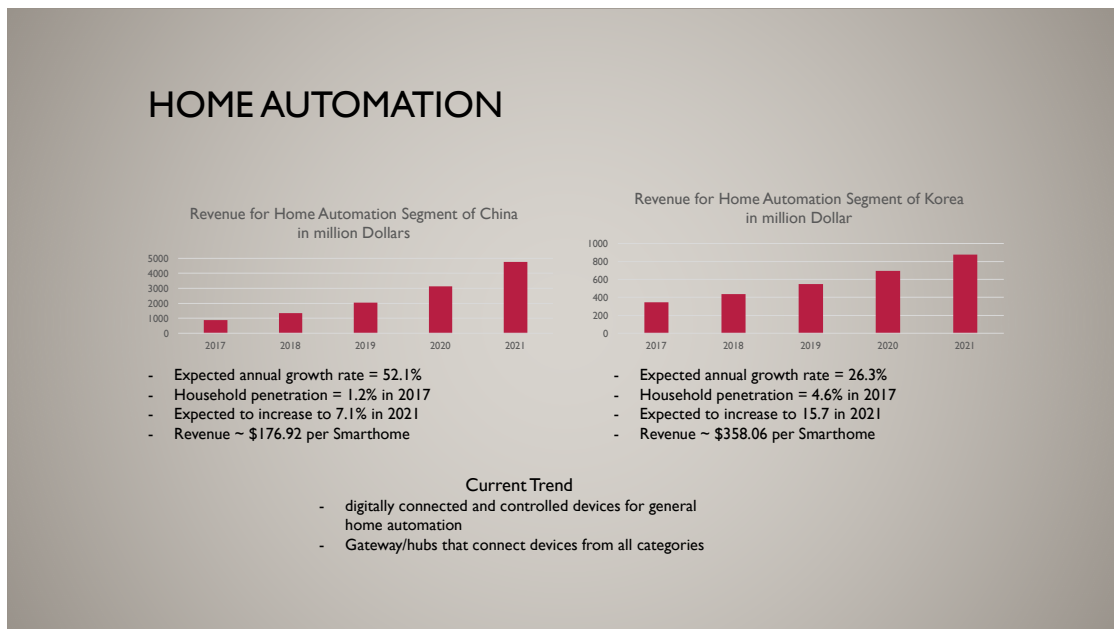 HOME AUTOMATION
Revenue for Home Automation Segment of China
in million Dollars
5000
4000
3000
2000
1000
0
2017 2018 2019 2020 2021
- Expected annual growth rate = 52.1%
- Household penetration = 1.2% in 2017
- Expected to increase to 7.1% in 2021
- Revenue ~ $176.92 per Smarthome
Revenue for Home Automation Segment of Korea
in million Dollar
1000
800
600
400
200
0
2017 2018 2019 2020 2021
- Expected annual growth rate = 26.3%
- Household penetration = 4.6% in 2017
- Expected to increase to 15.7 in 2021
- Revenue ~ $358.06 per Smarthome
Current Trend
- digitally connected and controlled devices for general
home automation
- Gateway/hubs that connect devices from all categories